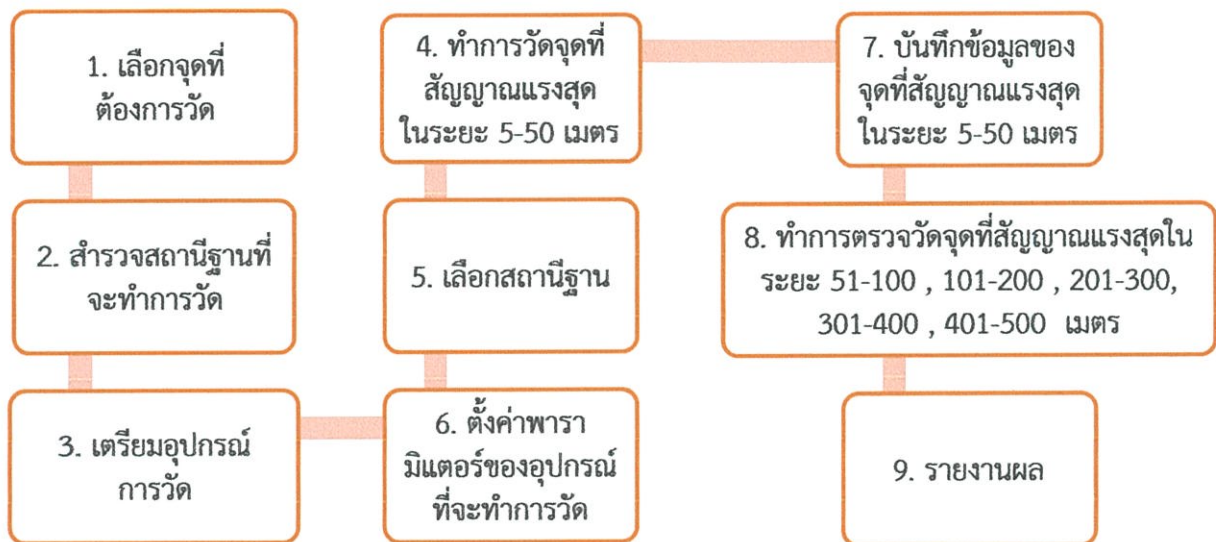 1. เลือกจุดที่
ต้องการวัด
2. สำรวจสถานีฐานที่
จะทำการวัด
3. เตรียมอุปกรณ์
การวัด
4. ทำการวัดจุดที่
สัญญาณแรงสุด
ในระยะ 5-50 เมตร
5. เลือกสถานีฐาน
6. ตั้งค่าพารา
มิแตอร์ของอุปกรณ์
ที่จะทำการวัด
7. บันทึกข้อมูลของ
จุดที่สัญญาณแรงสุด
ในระยะ 5-50 เมตร
8. ทำการตรวจวัดจุดที่สัญญาณแรงสุดใน
ระยะ 51-100 , 101-200 , 201-300,
301-400 , 401-500 เมตร
9. รายงานผล